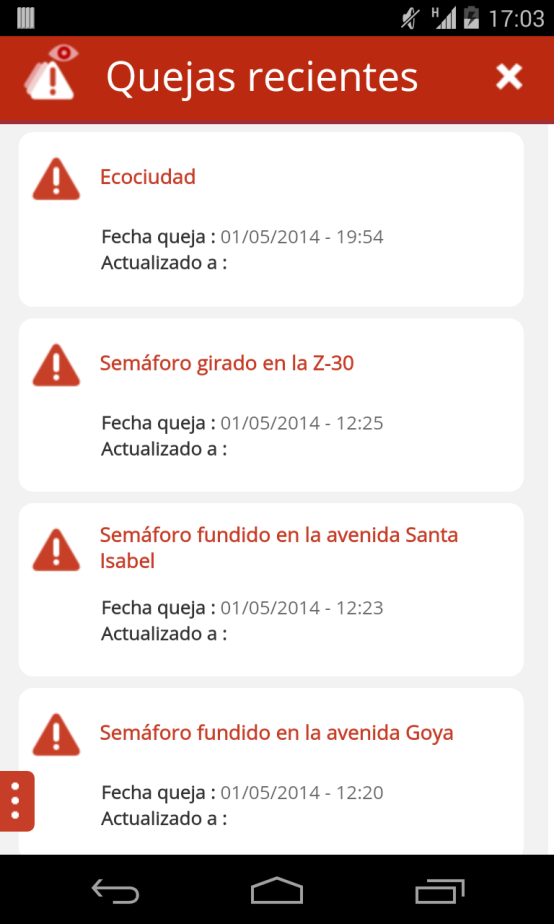 H 17:03
Quejas recientes
Ecociudad
Fecha queja : 01/05/2014 - 19:54
Actualizado a :
Semáforo girado en la Z-30
Fecha queja : 01/05/2014 - 12:25
Actualizado a :
Semáforo fundido en la avenida Santa
Isabel
Fecha queja : 01/05/2014 - 12:23
Actualizado a :
Semáforo fundido en la avenida Goya
Fecha queja : 01/05/2014 - 12:20
Actualizado a :